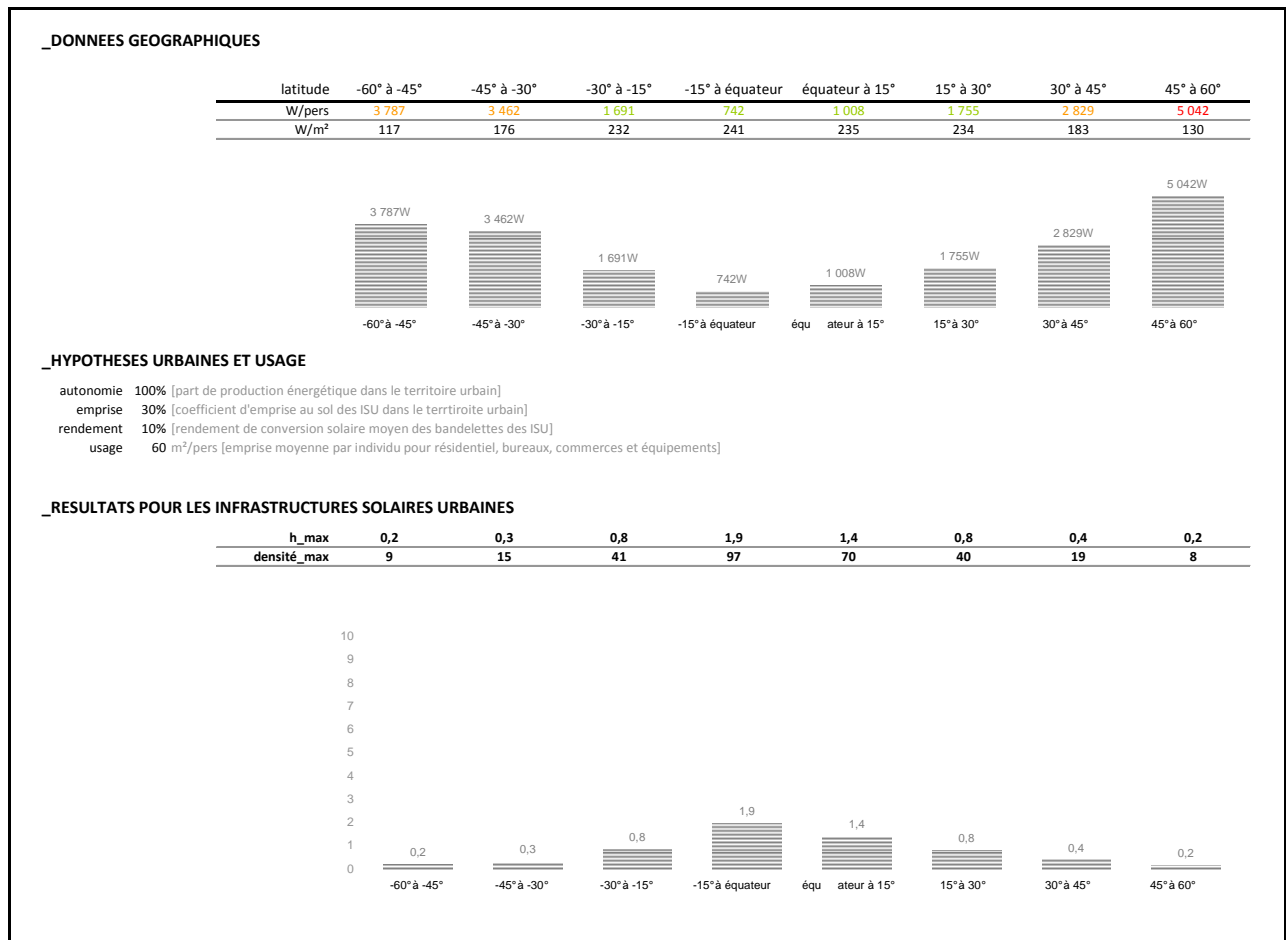 _DONNEES GEOGRAPHIQUES
latitude -60° à -45° -45° à -30° -30° à -15° -15° à équateur équateur à 15° 15° à 30° 30° à 45° 45° à 60°
W/pers 3 787 3 462 1 691 742 1 008 1 755 2 829 5 042
W/m² 117 176 232 241 235 234 183 130
3 787W 3 462W 1 691W 742W 1 008W 1 755W 2 829W 5 042W
-60°à -45° -45°à -30° -30°à -15° -15°à équateur équ ateur à 15° 15°à 30° 30°à 45° 45°à 60°
_HYPOTHESES URBAINES ET USAGE
autonomie 100% [part de production énergétique dans le territoire urbain]
emprise 30% [coefficient d'emprise au sol des ISU dans le terrtiroite urbain]
rendement 10% [rendement de conversion solaire moyen des bandelettes des ISU]
usage 60 m²/pers [emprise moyenne par individu pour résidentiel, bureaux, commerces et équipements]
_RESULTATS POUR LES INFRASTRUCTURES SOLAIRES URBAINES
h_max 0,2 0,3 0,8 1,9 1,4 0,8 0,4 0,2
densité_max 9 15 41 97 70 40 19 8
10
9
8
7
6
5
4
3
2
1
0
0,2 0,3 0,8 1,9 1,4 0,8 0,4 0,2
-60°à -45° -45°à -30° -30°à -15° -15°à équateur équ ateur à 15° 15°à 30° 30°à 45° 45°à 60°